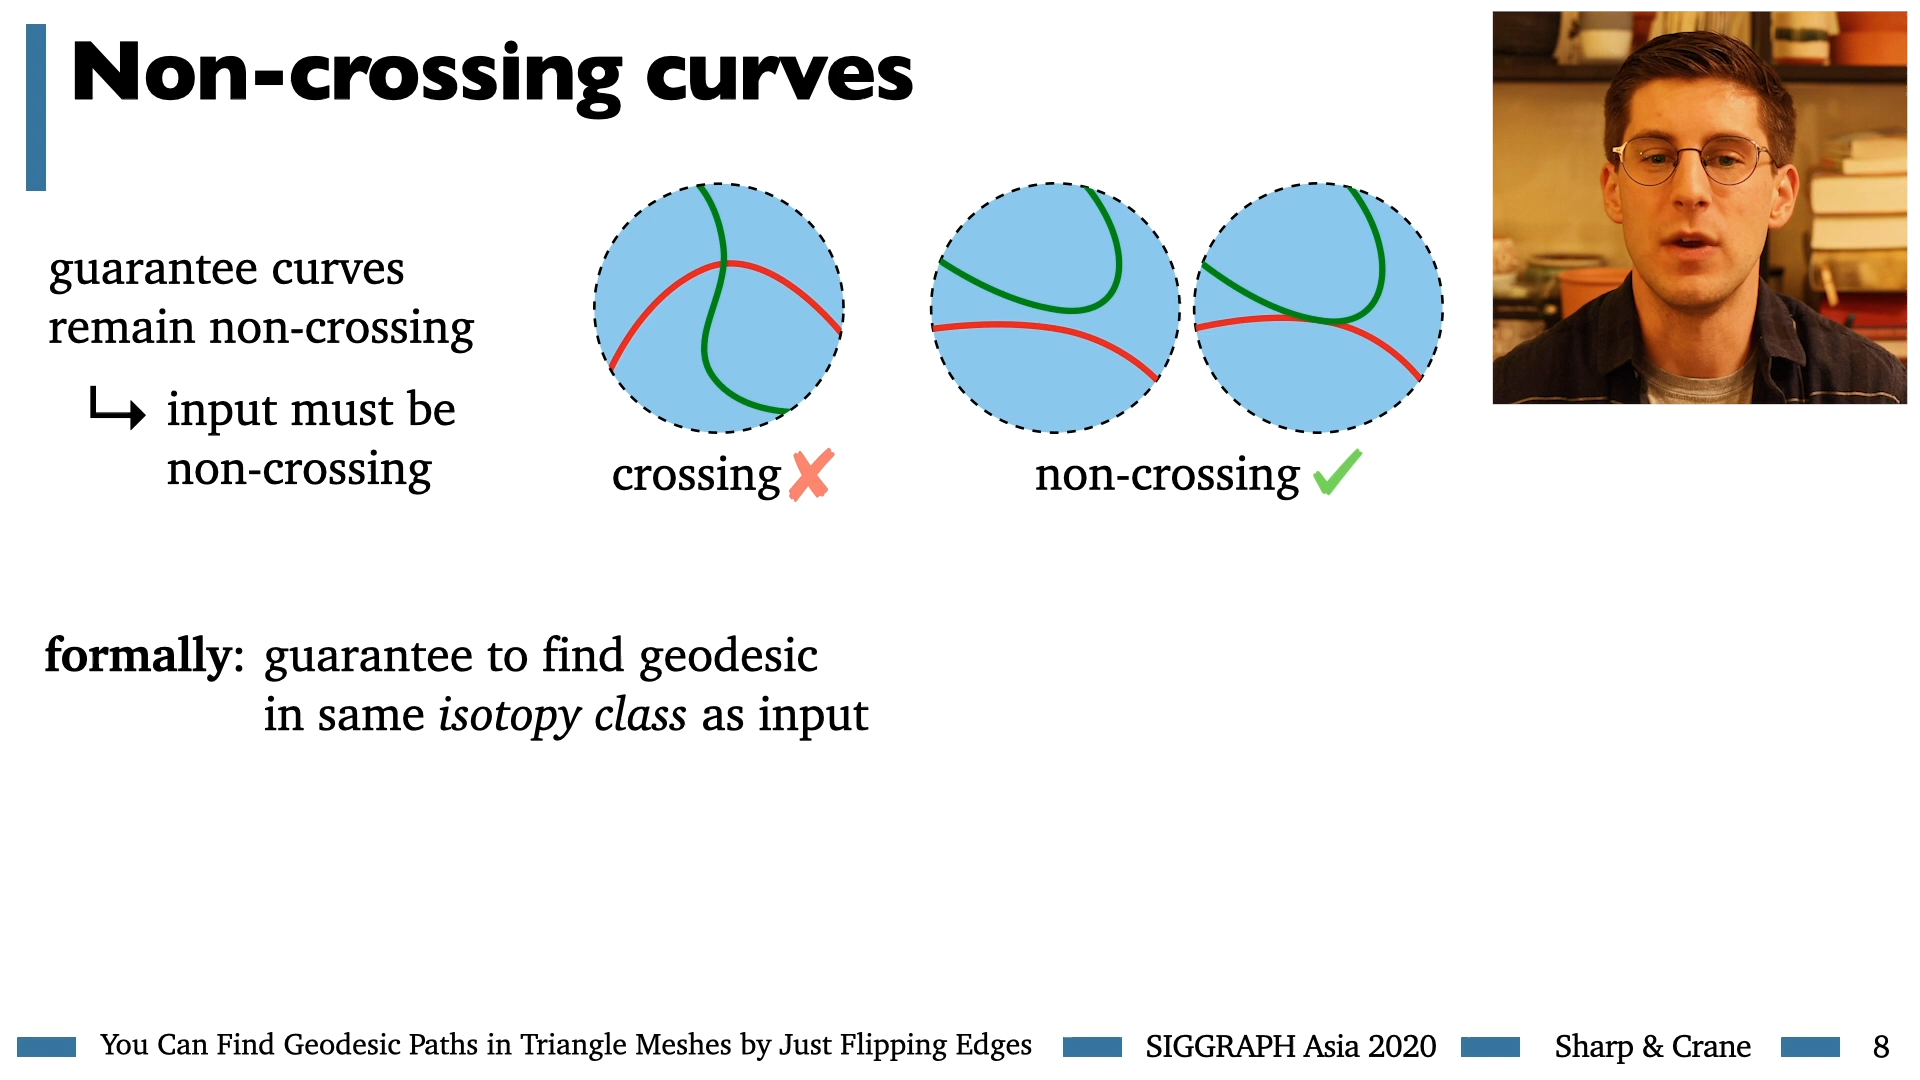 Non-crossing curves
guarantee curves
remain non-crossing
input must be
non-crossing
crossing
non-crossing
formally: guarantee to find geodesic
in same isotopy class as input
You Can Find Geodesic Paths in Triangle Meshes by Just Flipping Edges
SIGGRAPH Asia 2020
Sharp & Crane
8